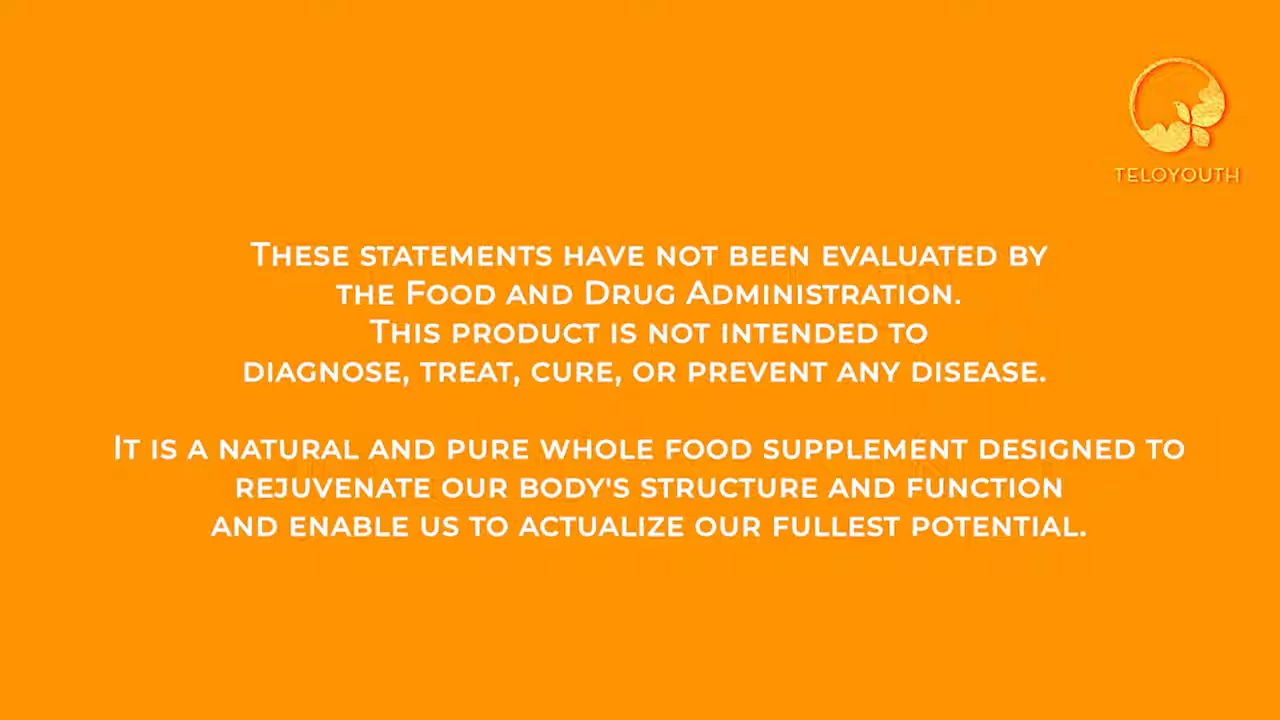 TELOYOUTH
These statements have not been evaluated by
the Food and Drug Administration.
This product is not intended to
diagnose, treat, cure, or prevent any disease.
It is a natural and pure whole food supplement designed to
rejuvenate our body's structure and function
and enable us to actualize our fullest potential.